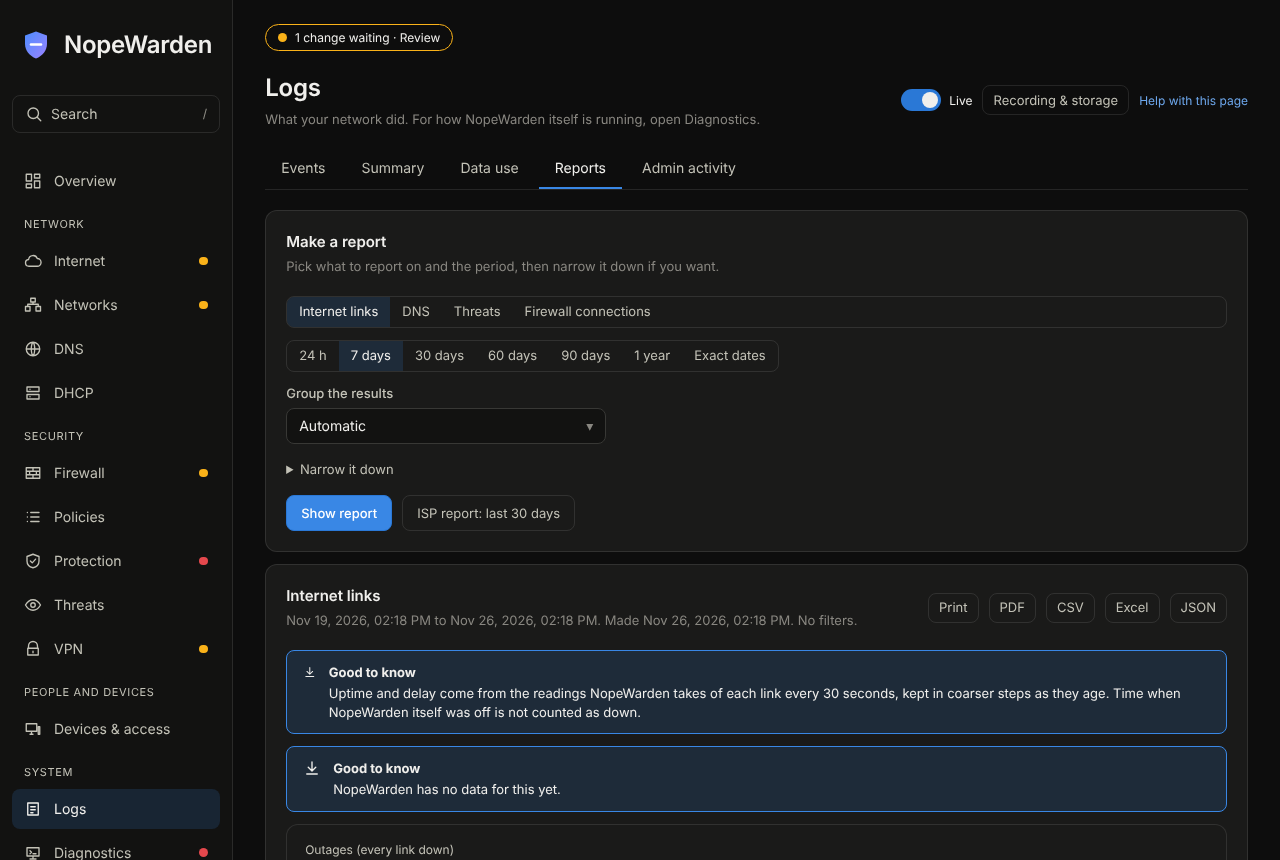 NopeWarden
Search /
Overview
NETWORK
Internet
Networks
DNS
DHCP
SECURITY
Firewall
Policies
Protection
Threats
VPN
PEOPLE AND DEVICES
Devices & access
SYSTEM
Logs
Diagnostics
1 change waiting · Review
Logs
What your network did. For how NopeWarden itself is running, open Diagnostics.
Live
Recording & storage
Help with this page
Events Summary Data use Reports Admin activity
Make a report
Pick what to report on and the period, then narrow it down if you want.
Internet links DNS Threats Firewall connections
24 h 7 days 30 days 60 days 90 days 1 year Exact dates
Group the results
Automatic
Narrow it down
Show report ISP report: last 30 days
Internet links
Nov 19, 2026, 02:18 PM to Nov 26, 2026, 02:18 PM. Made Nov 26, 2026, 02:18 PM. No filters.
Print PDF CSV Excel JSON
Good to know
Uptime and delay come from the readings NopeWarden takes of each link every 30 seconds, kept in coarser steps as they age. Time when
NopeWarden itself was off is not counted as down.
Good to know
NopeWarden has no data for this yet.
Outages (every link down)